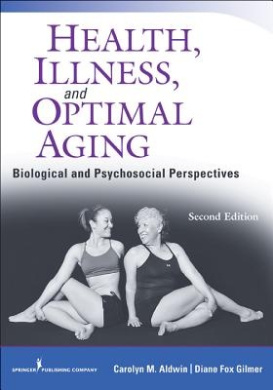 HEALTH,
ILLNESS,
and
OPTIMAL
AGING
Biological and Psychosocial Perspectives
Second Edition
SPRINGER PUBLISHING COMPANY
Carolyn M. Aldwin | Diane Fox Gilmer